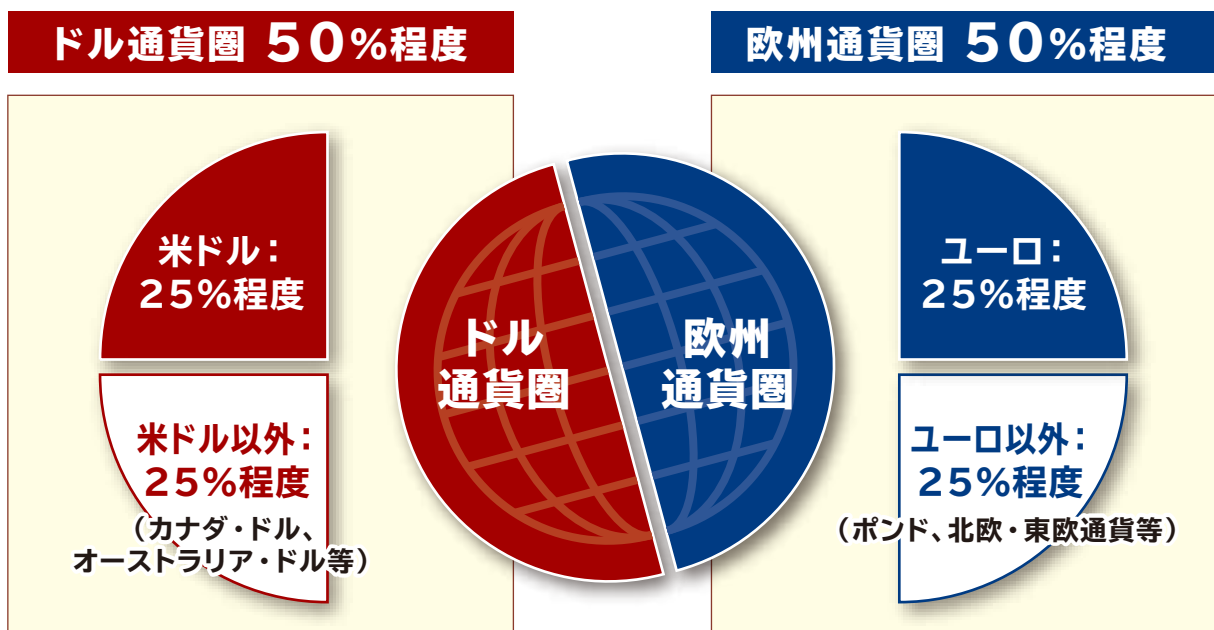 ドル通貨圏 50%程度
米ドル：
25%程度
米ドル以外：
25%程度
（カナダ・ドル、
オーストラリア・ドル等）
ドル
通貨圏
欧州
通貨圏
欧州通貨圏 50%程度
ユーロ：
25%程度
ユーロ以外：
25%程度
（ポンド、北欧・東欧通貨等）